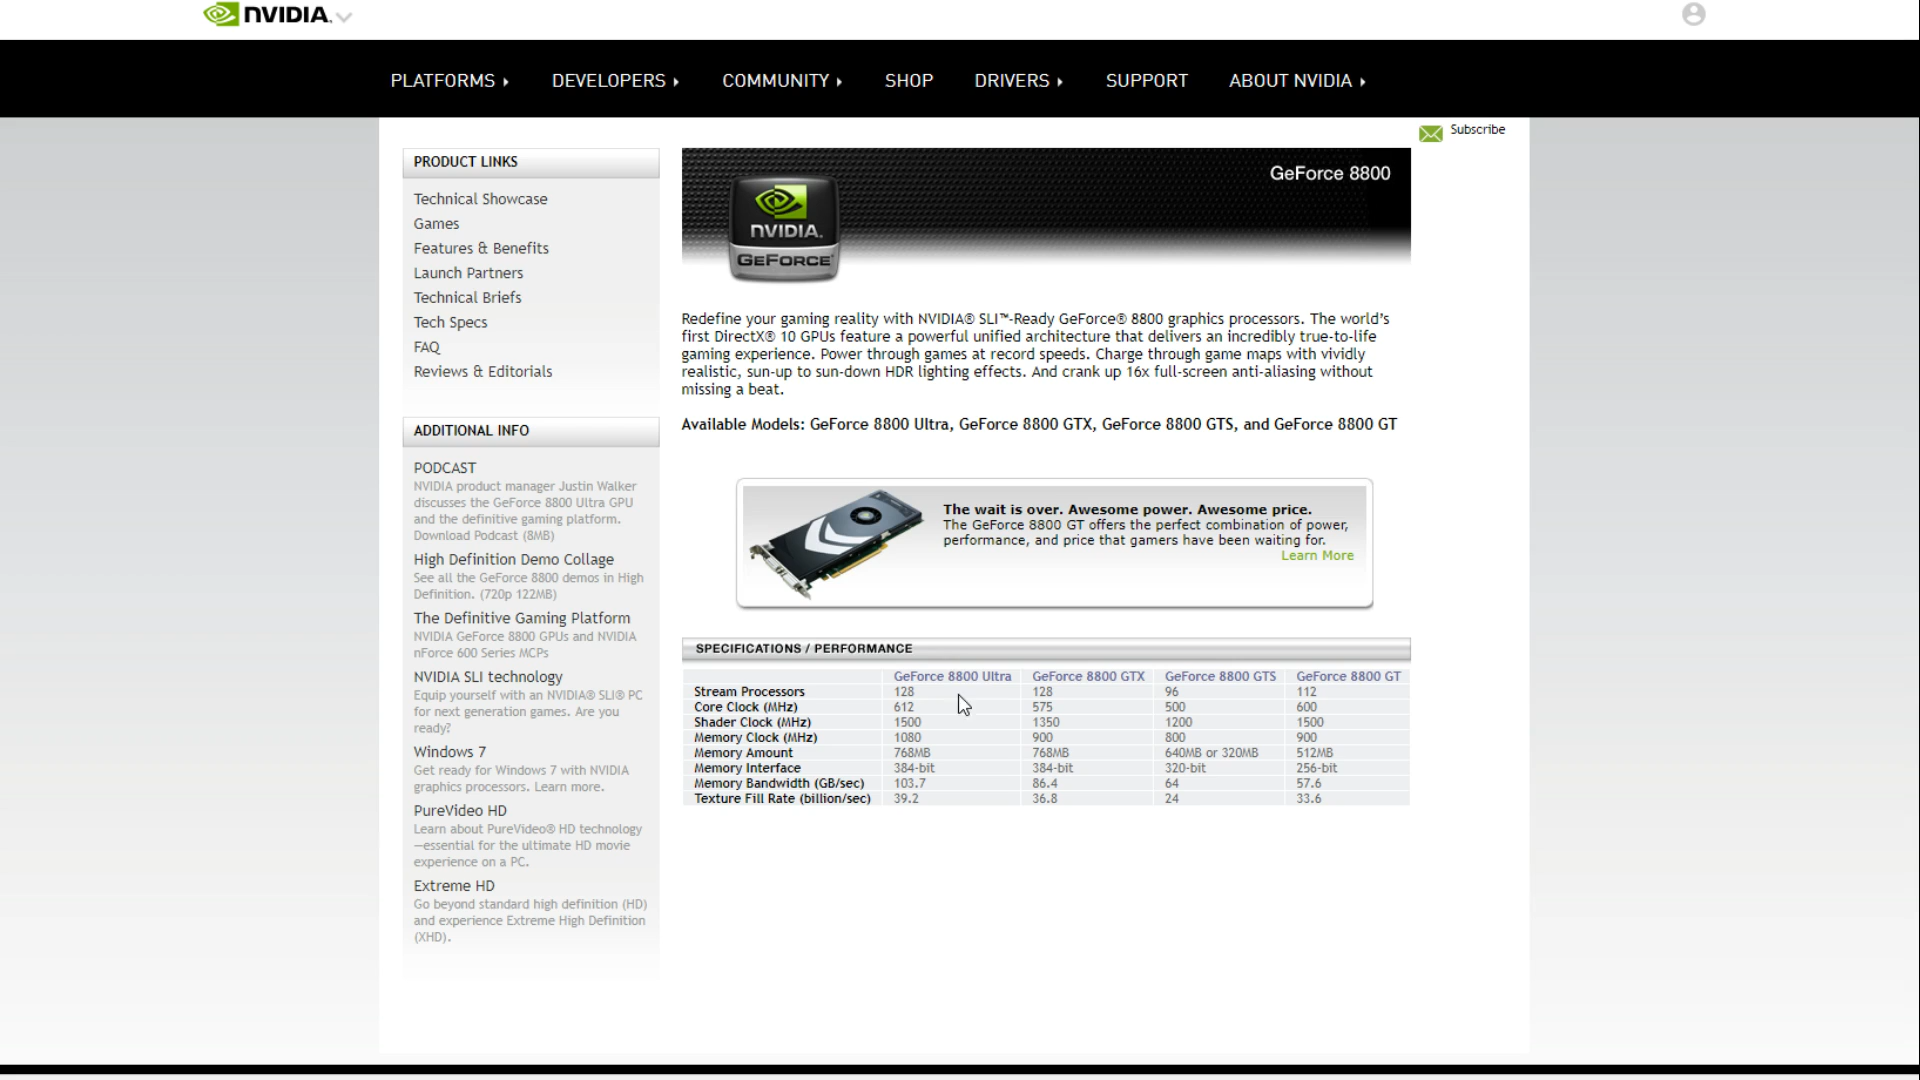 NVIDIA.
PLATFORMS DEVELOPERS COMMUNITY SHOP DRIVERS SUPPORT ABOUT NVIDIA
Subscribe
PRODUCT LINKS
Technical Showcase
Games
Features & Benefits
Launch Partners
Technical Briefs
Tech Specs
FAQ
Reviews & Editorials
ADDITIONAL INFO
PODCAST
NVIDIA product manager Justin Walker
discusses the GeForce 8800 Ultra GPU
and the definitive gaming platform.
Download Podcast (8MB)
High Definition Demo Collage
See all the GeForce 8800 demos in High
Definition. (720p 122MB)
The Definitive Gaming Platform
NVIDIA GeForce 8800 GPUs and NVIDIA
nForce 600 Series MCPs
NVIDIA SLI technology
Equip yourself with an NVIDIA® SLI® PC
for next generation games. Are you
ready?
Windows 7
Get ready for Windows 7 with NVIDIA
graphics processors. Learn more.
PureVideo HD
Learn about PureVideo® HD technology
—essential for the ultimate HD movie
experience on a PC.
Extreme HD
Go beyond standard high definition (HD)
and experience Extreme High Definition
(XHD).
GeForce 8800
NVIDIA.
GEFORCE
Redefine your gaming reality with NVIDIA® SLI™-Ready GeForce® 8800 graphics processors. The world's
first DirectX® 10 GPUs feature a powerful unified architecture that delivers an incredibly true-to-life
gaming experience. Power through games at record speeds. Charge through game maps with vividly
realistic, sun-up to sun-down HDR lighting effects. And crank up 16x full-screen anti-aliasing without
missing a beat.
Available Models: GeForce 8800 Ultra, GeForce 8800 GTX, GeForce 8800 GTS, and GeForce 8800 GT
The wait is over. Awesome power. Awesome price.
The GeForce 8800 GT offers the perfect combination of power,
performance, and price that gamers have been waiting for.
Learn More
SPECIFICATIONS / PERFORMANCE
GeForce 8800 Ultra GeForce 8800 GTX GeForce 8800 GTS GeForce 8800 GT
Stream Processors 128 128 96 112
Core Clock (MHz) 612 575 500 600
Shader Clock (MHz) 1500 1350 1200 1500
Memory Clock (MHz) 1080 900 800 900
Memory Amount 768MB 768MB 640MB or 320MB 512MB
Memory Interface 384-bit 384-bit 320-bit 256-bit
Memory Bandwidth (GB/sec) 103.7 86.4 64 57.6
Texture Fill Rate (billion/sec) 39.2 36.8 24 33.6